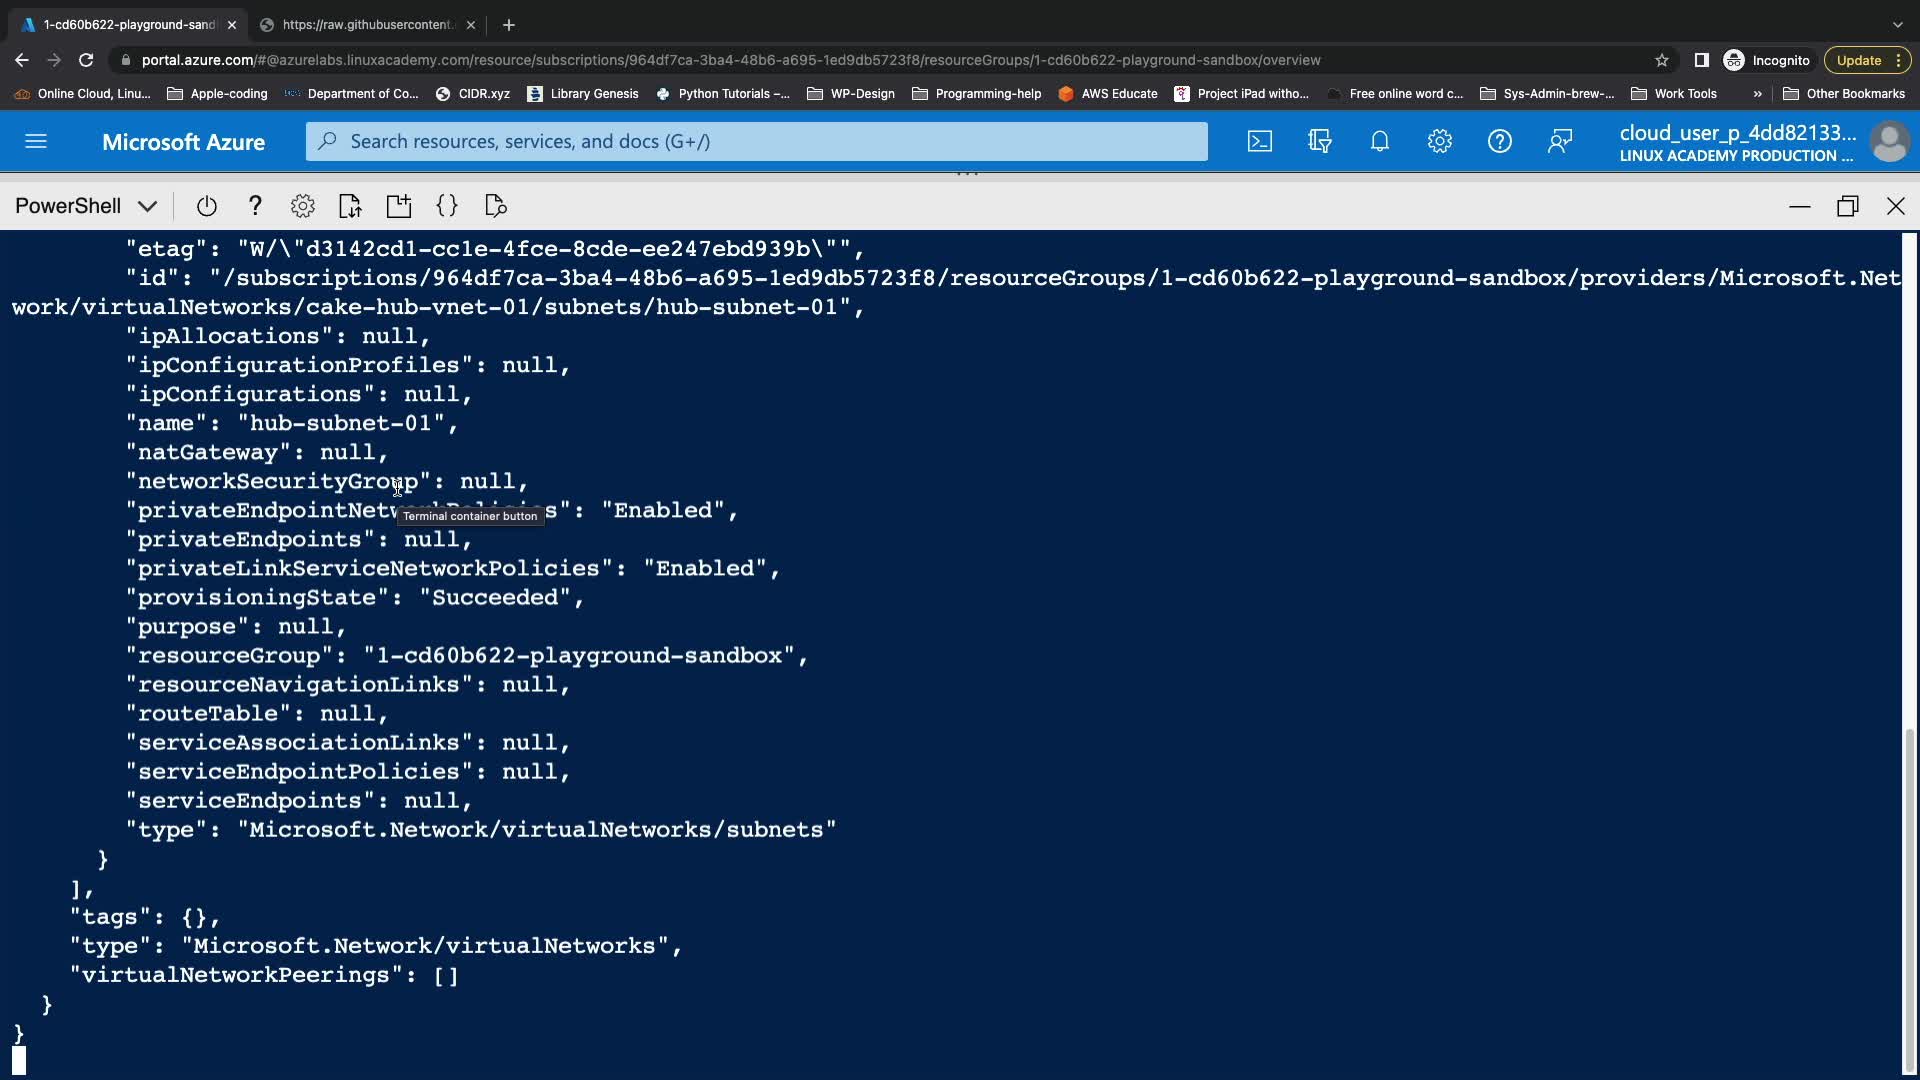 1-cd60b622-playground-sand
https://raw.githubusercontent.
portal.azure.com/#@azurelabs.linuxacademy.com/resource/subscriptions/964df7ca-3ba4-48b6-a695-1ed9db5723f8/resourceGroups/1-cd60b622-playground-sandbox/overview
Incognito
Update
Online Cloud, Linu...
Apple-coding
Department of Co...
CIDR.xyz
Library Genesis
Python Tutorials –...
WP-Design
Programming-help
AWS Educate
Project iPad witho...
Free online word c...
Sys-Admin-brew-...
Work Tools
»
Other Bookmarks
Microsoft Azure
Search resources, services, and docs (G+/)
cloud_user_p_4dd82133...
LINUX ACADEMY PRODUCTION ...
PowerShell
"etag": "W/\"d3142cd1-cc1e-4fce-8cde-ee247ebd939b\"",
"id": "/subscriptions/964df7ca-3ba4-48b6-a695-1ed9db5723f8/resourceGroups/1-cd60b622-playground-sandbox/providers/Microsoft.Net
work/virtualNetworks/cake-hub-vnet-01/subnets/hub-subnet-01",
"ipAllocations": null,
"ipConfigurationProfiles": null,
"ipConfigurations": null,
"name": "hub-subnet-01",
"natGateway": null,
"networkSecurityGroup": null,
"privateEndpointNetworkPolicies": "Enabled",
Terminal container button
"privateEndpoints": null,
"privateLinkServiceNetworkPolicies": "Enabled",
"provisioningState": "Succeeded",
"purpose": null,
"resourceGroup": "1-cd60b622-playground-sandbox",
"resourceNavigationLinks": null,
"routeTable": null,
"serviceAssociationLinks": null,
"serviceEndpointPolicies": null,
"serviceEndpoints": null,
"type": "Microsoft.Network/virtualNetworks/subnets"
}
],
"tags": {},
"type": "Microsoft.Network/virtualNetworks",
"virtualNetworkPeerings": []
}
}